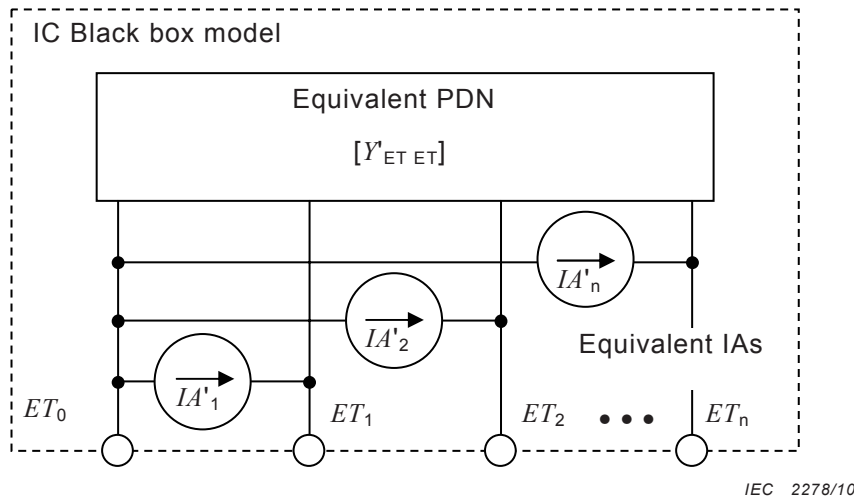 IC Black box model
Equivalent PDN
[Y'ET ET]
IA'n
IA'2
Equivalent IAs
IA'1
ET0 ET1 ET2 ••• ETn
IEC 2278/10